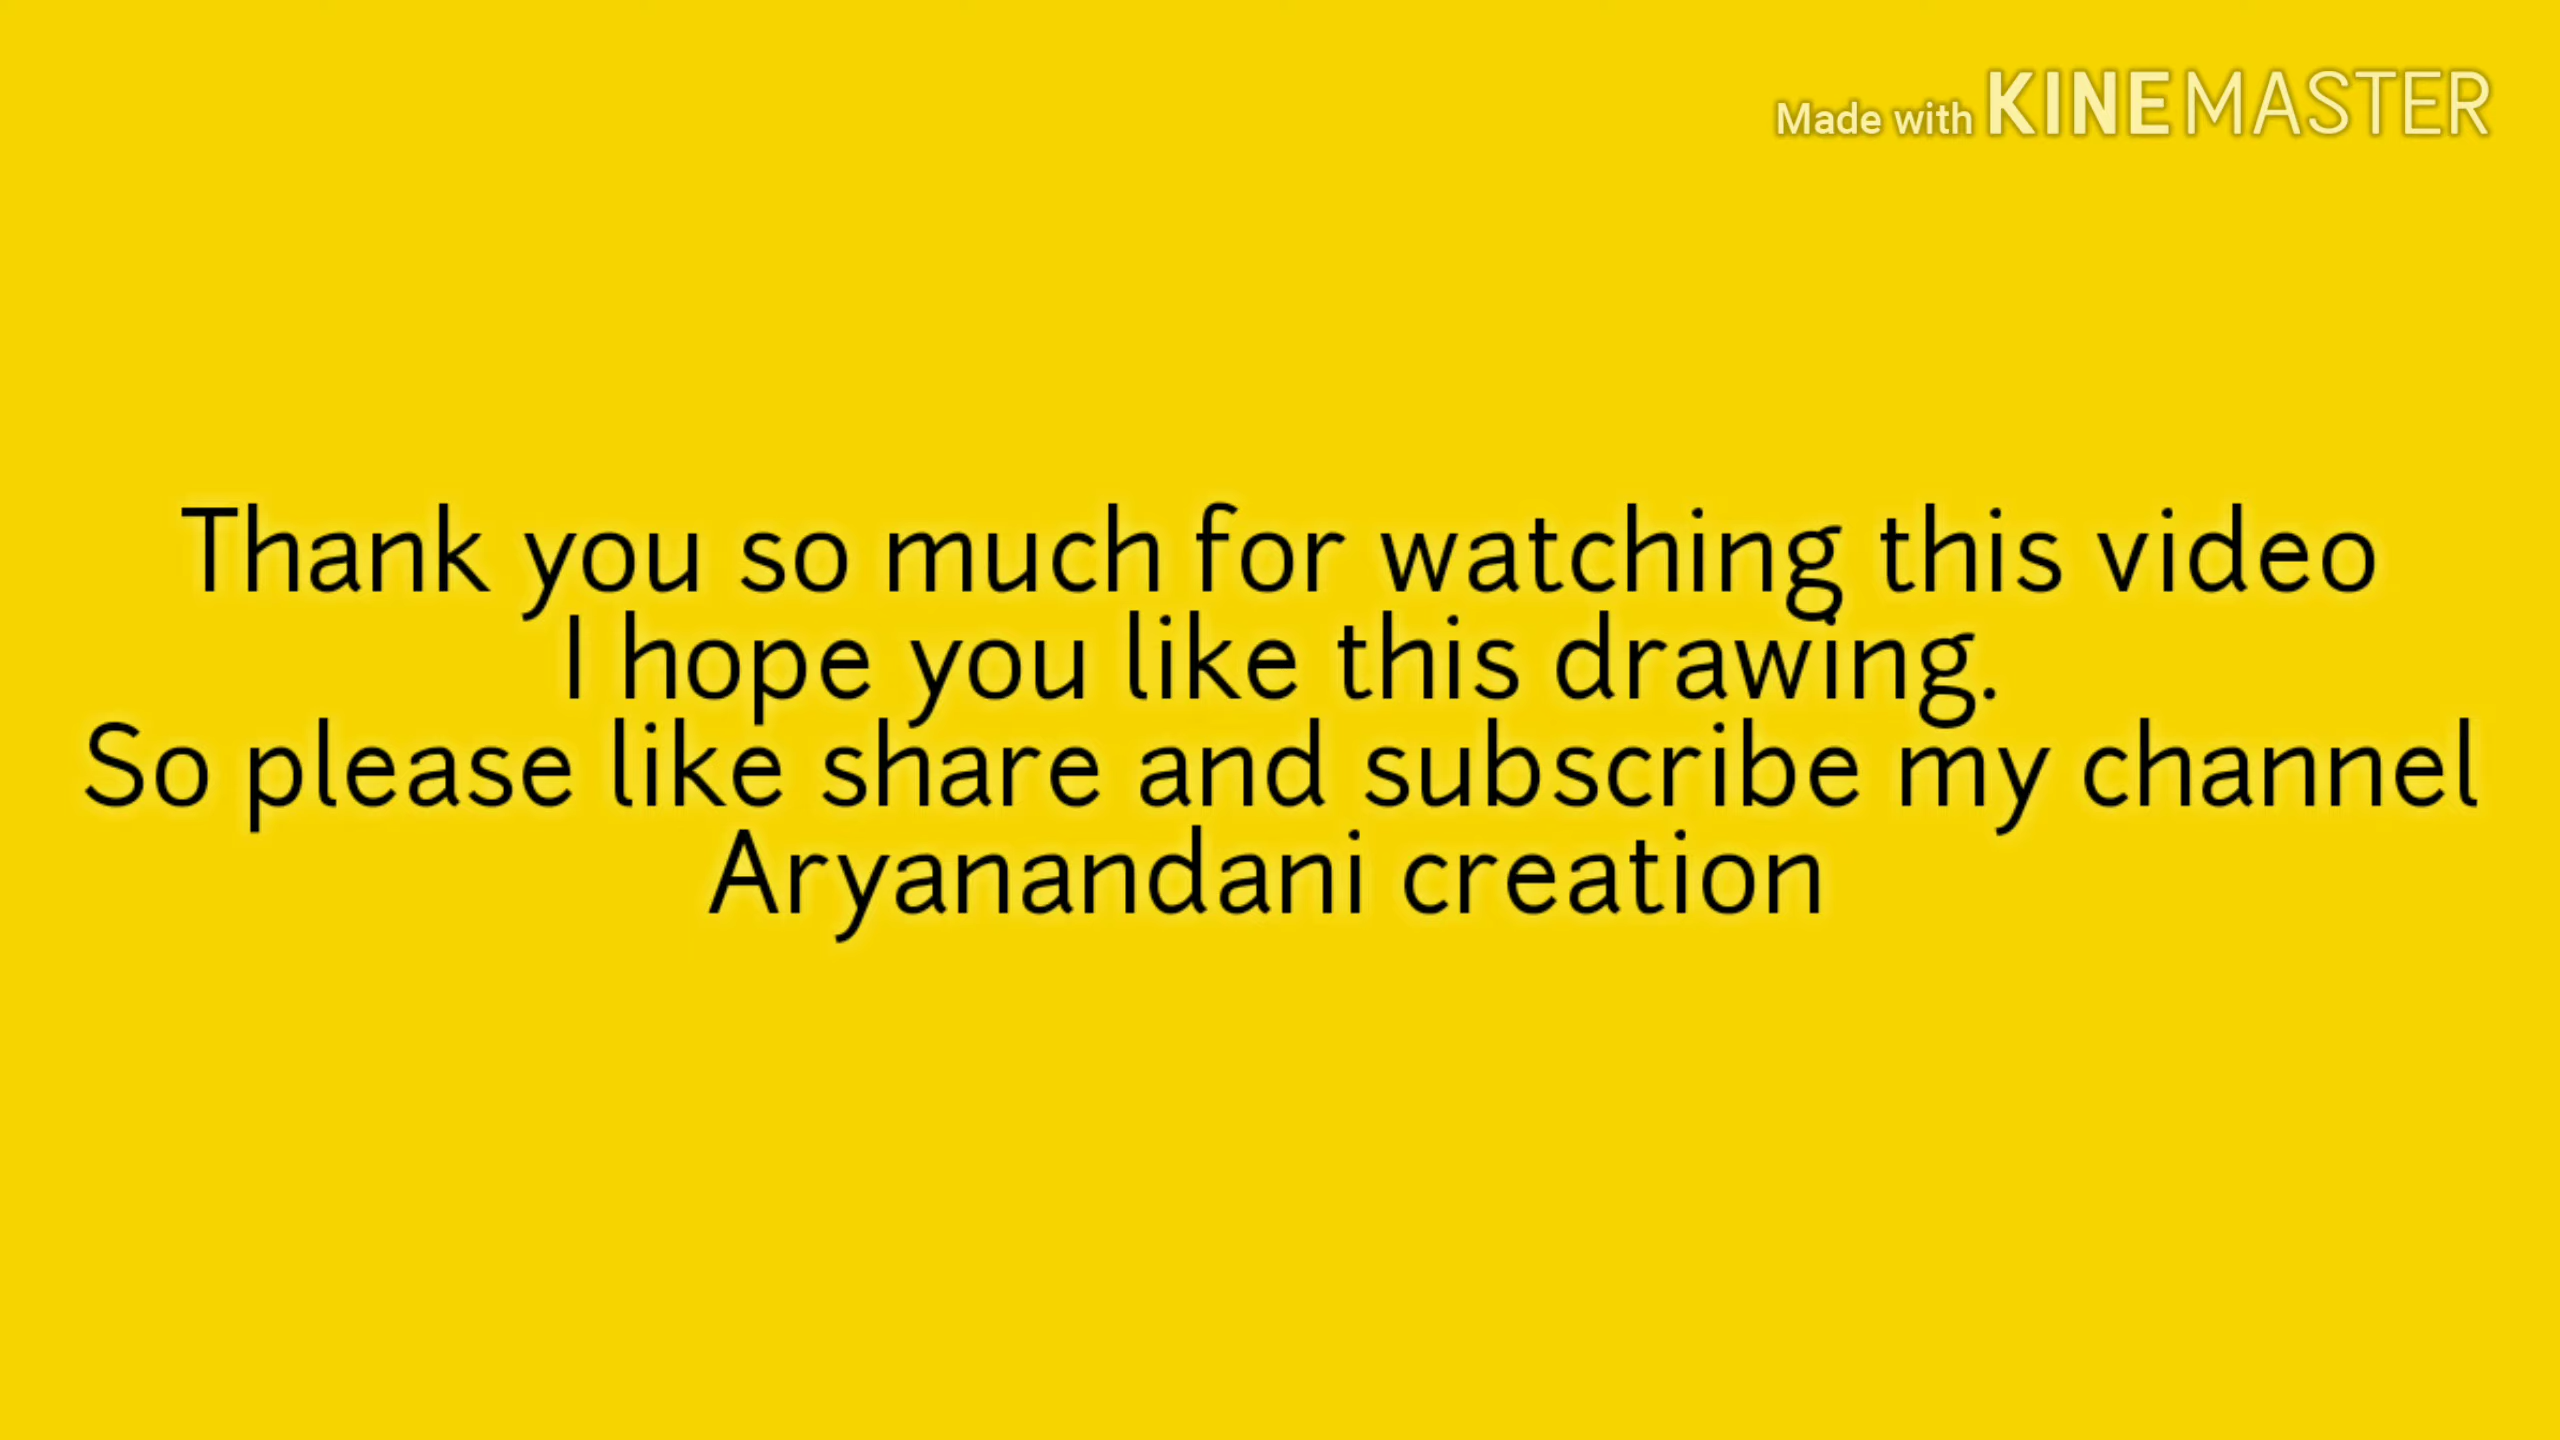 Made with KINEMASTER
Thank you so much for watching this video
I hope you like this drawing.
So please like share and subscribe my channel
Aryanandani creation